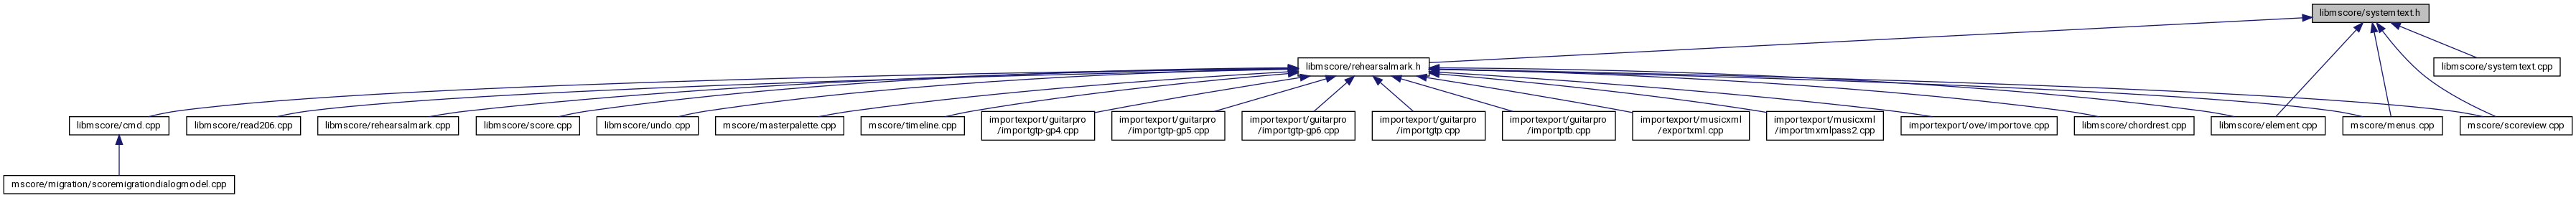 libmscore/systemtext.h
libmscore/rehearsalmark.h
libmscore/systemtext.cpp
libmscore/cmd.cpp
libmscore/read206.cpp
libmscore/rehearsalmark.cpp
libmscore/score.cpp
libmscore/undo.cpp
mscore/masterpalette.cpp
mscore/timeline.cpp
importexport/guitarpro
/importgtp-gp4.cpp
importexport/guitarpro
/importgtp-gp5.cpp
importexport/guitarpro
/importgtp-gp6.cpp
importexport/guitarpro
/importgtp.cpp
importexport/guitarpro
/importptb.cpp
importexport/musicxml
/exportxml.cpp
importexport/musicxml
/importmxmlpass2.cpp
importexport/ove/importove.cpp
libmscore/chordrest.cpp
libmscore/element.cpp
mscore/menus.cpp
mscore/scoreview.cpp
mscore/migration/scoremigrationdialogmodel.cpp